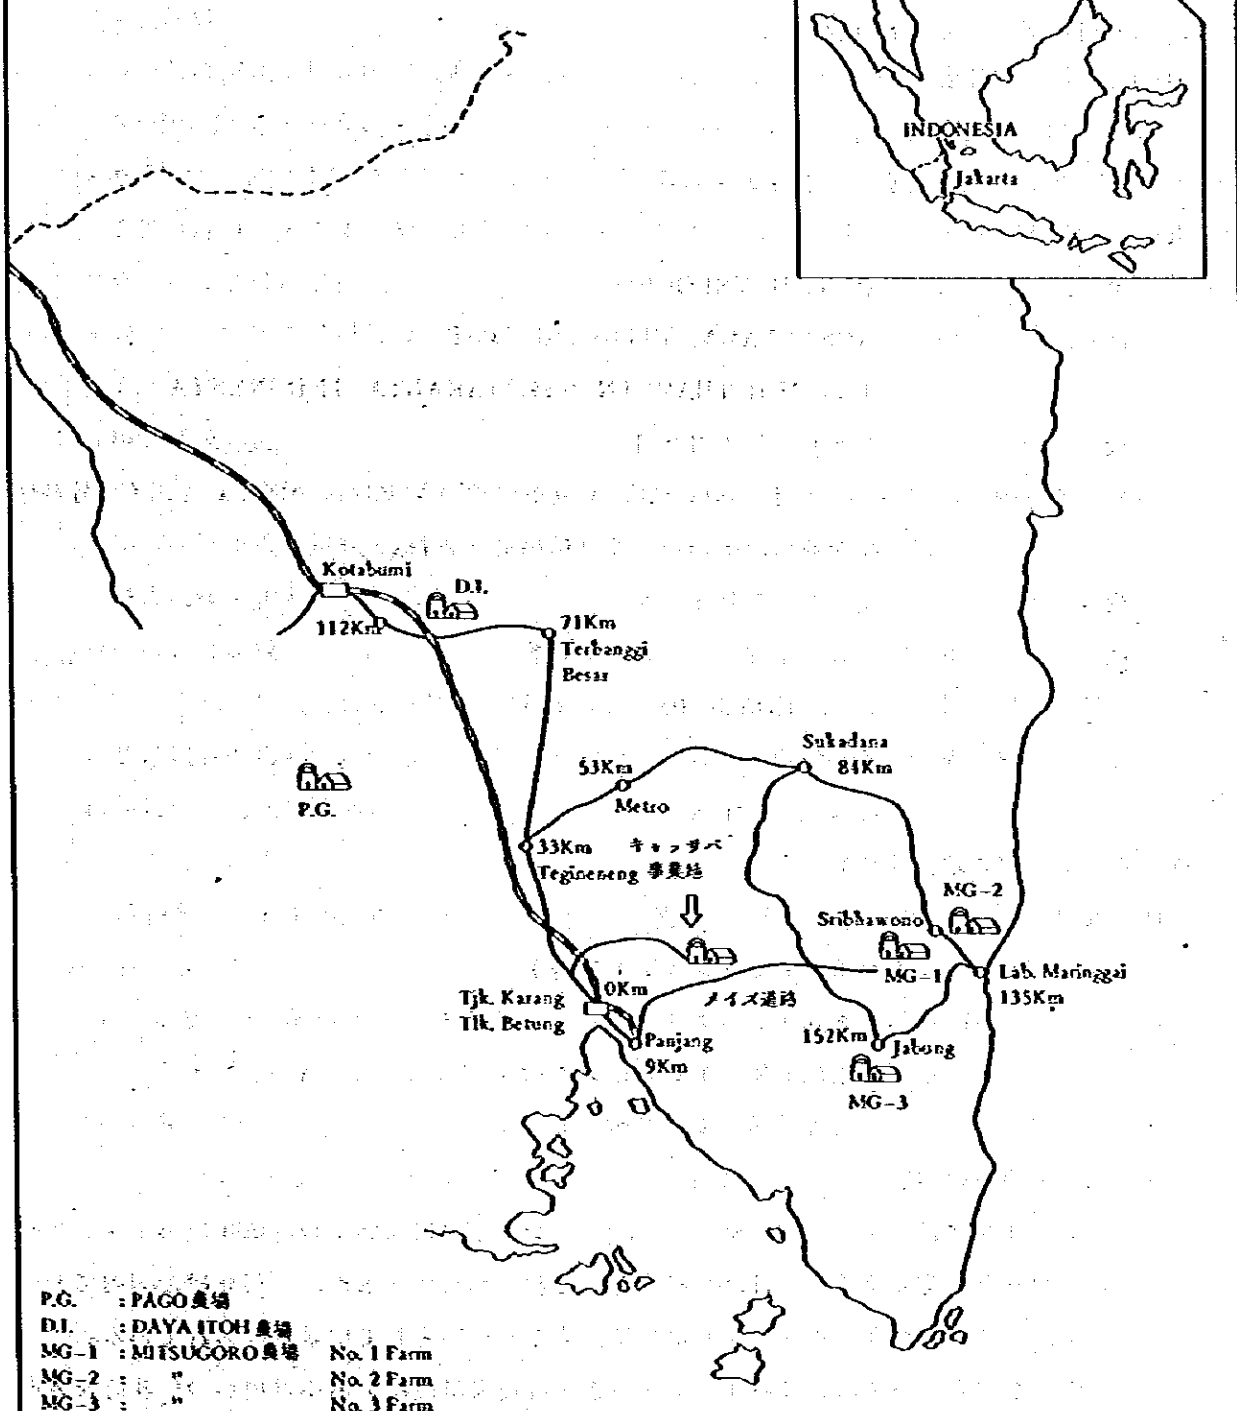 INDONESIA
Jakarta
Kotabumi
D.I.
112Km
71Km
Terbanggi
Besar
Sukadana
84Km
53Km
Metro
P.G.
33Km
Tegineneng
キャッサバ
事業地
MG-2
Sribhawono
MG-1
Lab. Maringgai
135Km
メイズ道路
Tjk. Karang
Tlk. Betung
0Km
Panjang
9Km
152Km
Jabung
MG-3
P.G. : PAGO農場
D.I. : DAYA ITOH農場
MG-1 : MITSUGORO農場 No. 1 Farm
MG-2 : " No. 2 Farm
MG-3 : " No. 3 Farm